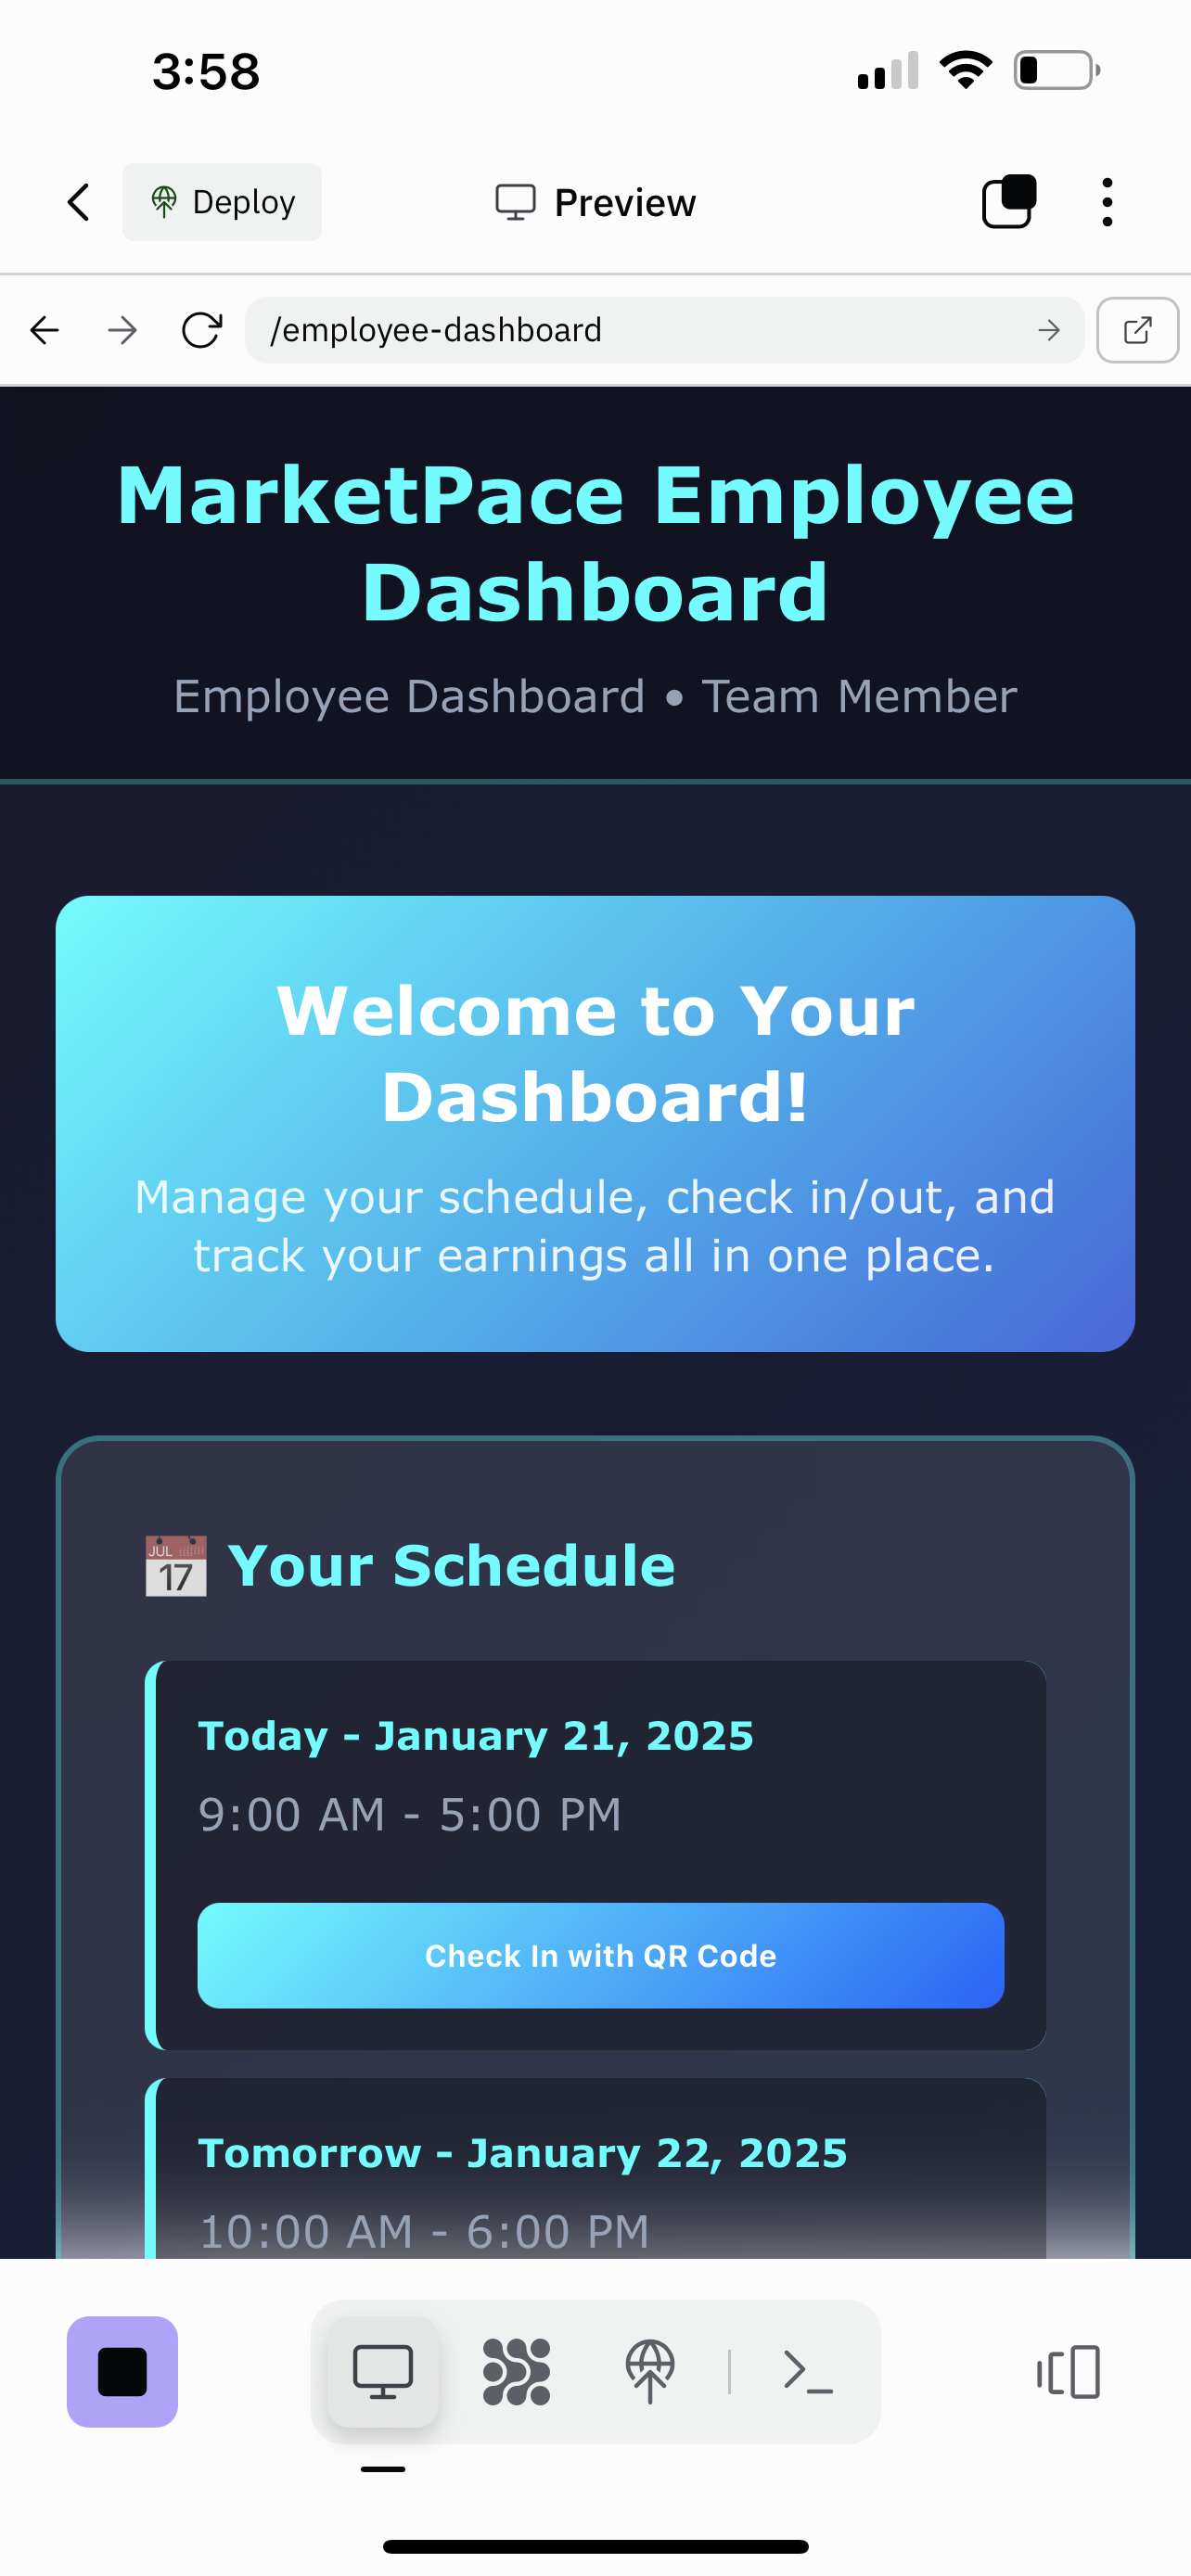 3:58
Deploy
Preview
/employee-dashboard
MarketPace Employee
Dashboard
Employee Dashboard • Team Member
Welcome to Your
Dashboard!
Manage your schedule, check in/out, and
track your earnings all in one place.
JUL
17
Your Schedule
Today - January 21, 2025
9:00 AM - 5:00 PM
Check In with QR Code
Tomorrow - January 22, 2025
10:00 AM - 6:00 PM